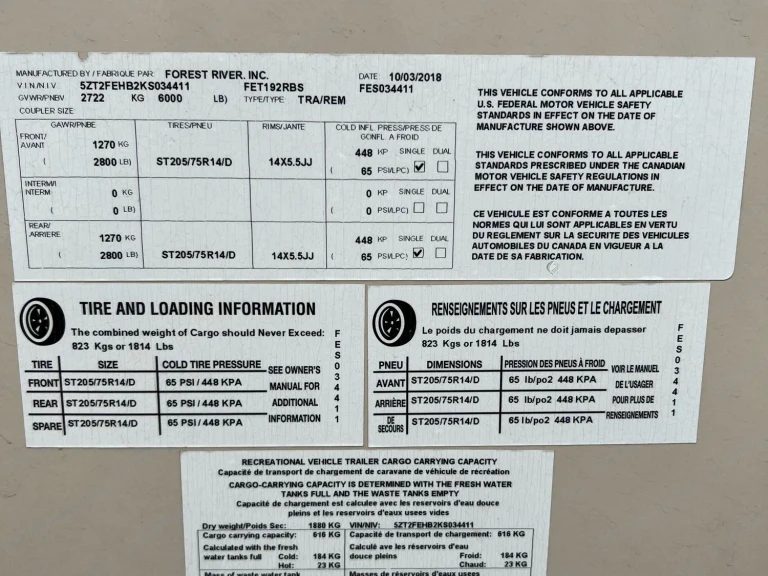 MANUFACTURED BY / FABRIQUE PAR: FOREST RIVER, INC. DATE 10/03/2018
V I N / N I V 5ZT2FEHB2KS034411 FET192RBS FES034411
GVWR/PNBV 2722 KG 6000 LB) TYPE/TYPE TRA/REM
COUPLER SIZE:
GAWR/PNBE TIRES/PNEU RIMS/JANTE COLD INFL PRESS/PRESS DE GONFL A FROID
FRONT/ AVANT 1270 KG 448 KP SINGLE DUAL
( 2800 LB) ST205/75R14/D 14X5.5JJ ( 65 PSI/LPC)
INTERM/I NTERM 0 KG 0 KP SINGLE DUAL
( 0 LB) ( 0 PSI/LPC)
REAR/ ARRIERE 1270 KG 448 KP SINGLE DUAL
( 2800 LB) ST205/75R14/D 14X5.5JJ ( 65 PSI/LPC)
THIS VEHICLE CONFORMS TO ALL APPLICABLE
U.S. FEDERAL MOTOR VEHICLE SAFETY
STANDARDS IN EFFECT ON THE DATE OF
MANUFACTURE SHOWN ABOVE.
THIS VEHICLE CONFORMS TO ALL APPLICABLE
STANDARDS PRESCRIBED UNDER THE CANADIAN
MOTOR VEHICLE SAFETY REGULATIONS IN
EFFECT ON THE DATE OF MANUFACTURE.
CE VEHICULE EST CONFORME A TOUTES LES
NORMES QUI LUI SONT APPLICABLES EN VERTU
DU REGLEMENT SUR LA SECURITE DES VEHICULES
AUTOMOBILES DU CANADA EN VIGUEUR A LA
DATE DE SA FABRICATION.
TIRE AND LOADING INFORMATION
The combined weight of Cargo should Never Exceed:
823 Kgs or 1814 Lbs
TIRE SIZE COLD TIRE PRESSURE
FRONT ST205/75R14/D 65 PSI / 448 KPA
REAR ST205/75R14/D 65 PSI / 448 KPA
SPARE ST205/75R14/D 65 PSI / 448 KPA
SEE OWNER'S
MANUAL FOR
ADDITIONAL
INFORMATION
FES034411
RENSEIGNEMENTS SUR LES PNEUS ET LE CHARGEMENT
Le poids du chargement ne doit jamais depasser
823 Kgs or 1814 Lbs
PNEU DIMENSIONS PRESSION DES PNEUS À FROID
AVANT ST205/75R14/D 65 lb/po2 448 KPA
ARRIÈRE ST205/75R14/D 65 lb/po2 448 KPA
DE SECOURS ST205/75R14/D 65 lb/po2 448 KPA
VOIR LE MANUEL
DE L'USAGER
POUR PLUS DE
RENSEIGNEMENTS
FES034411
RECREATIONAL VEHICLE TRAILER CARGO CARRYING CAPACITY
Capacité de transport de chargement de caravane de véhicule de récréation
CARGO-CARRYING CAPACITY IS DETERMINED WITH THE FRESH WATER
TANKS FULL AND THE WASTE TANKS EMPTY
Capacité de chargement est calculee avec les reservoirs d'eau douce
pleins et les reservoirs d'eaux usees vides
Dry weight/Poids Sec: 1880 KG VIN/NIV: 5ZT2FEHB2KS034411
Cargo carrying capacity: 616 KG Capacité de transport de chargement: 616 KG
Calculated with the fresh Calculé ave les réservoirs d'eau
water tanks full Cold: 184 KG douce pleins Froid: 184 KG
Hot: 23 KG Chaud: 23 KG
Mass of waste water tank Masses de réservoirs d'eaux usees